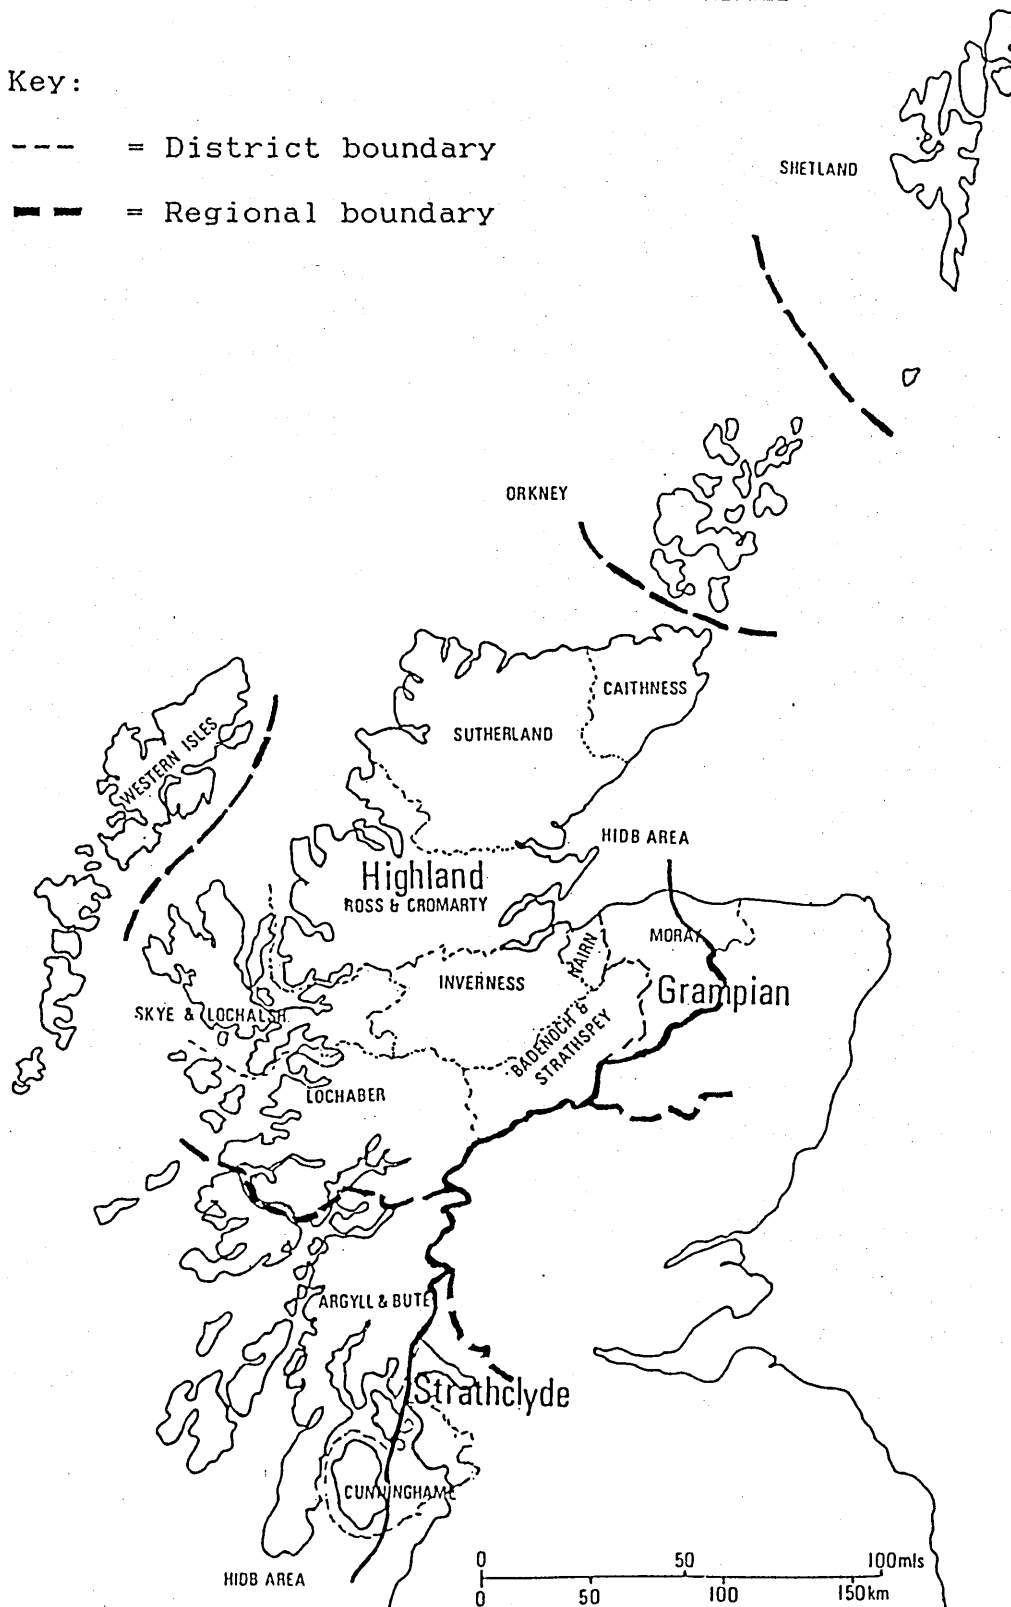 Key:
--- = District boundary
— — = Regional boundary
SHETLAND
ORKNEY
CAITHNESS
SUTHERLAND
WESTERN ISLES
HIDB AREA
Highland
ROSS & CROMARTY
MORAY
NAIRN
INVERNESS
Grampian
SKYE & LOCHALSH
BADENOCH &
STRATHSPEY
LOCHABER
ARGYLL & BUTE
Strathclyde
CUNNINGHAME
HIDB AREA
0 50 100mls
0 50 100 150km